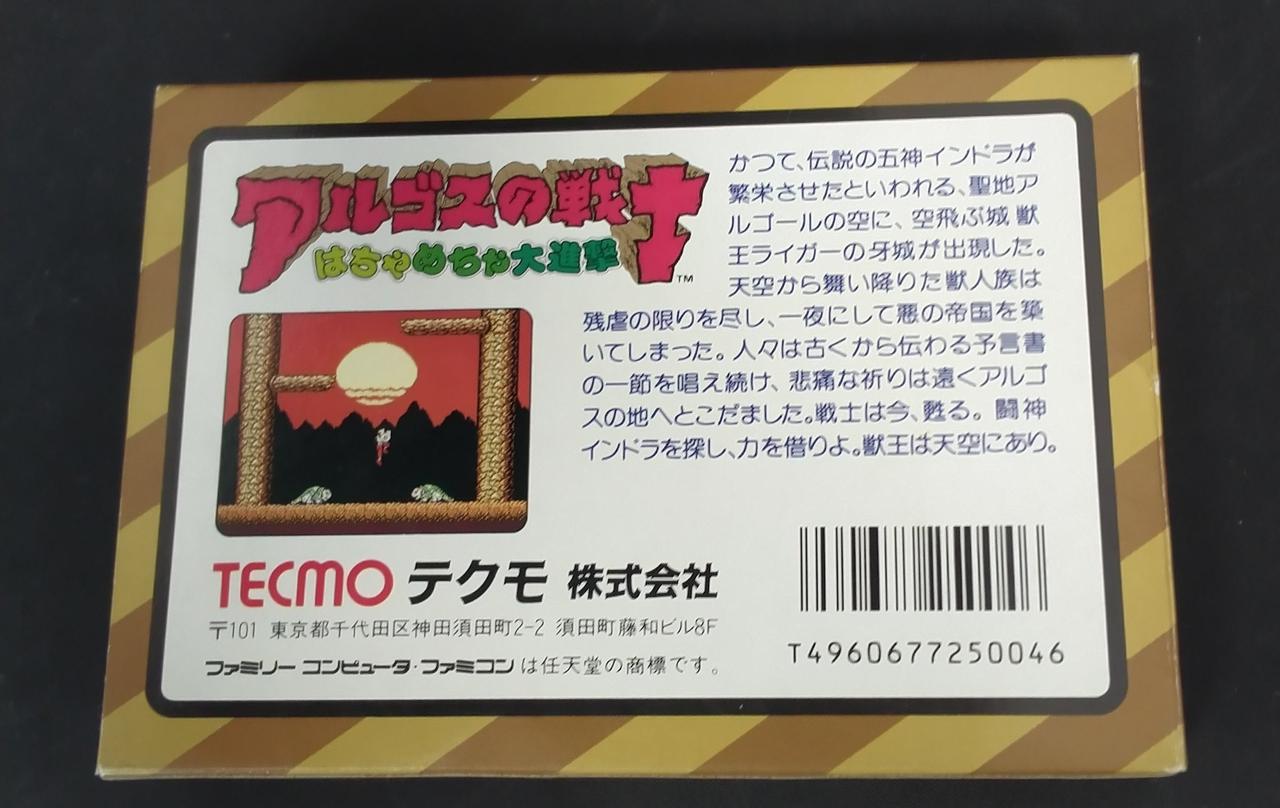 アルゴスの戦士
はちゃめちゃ大進撃
TM
かつて、伝説の五神インドラが
繁栄させたといわれる、聖地ア
ルゴールの空に、空飛ぶ城獣
王ライガーの牙城が出現した。
天空から舞い降りた獣人族は
残虐の限りを尽し、一夜にして悪の帝国を築
いてしまった。人々は古くから伝わる予言書
の一節を唱え続け、悲痛な祈りは遠くアルゴ
スの地へとこだました。戦士は今、甦る。闘神
インドラを探し、力を借りよ。獣王は天空にあり。
TECMO テクモ 株式会社
〒101 東京都千代田区神田須田町2-2 須田町藤和ビル8F
ファミリー コンピュータ・ファミコン は任天堂の商標です。
T4960677250046